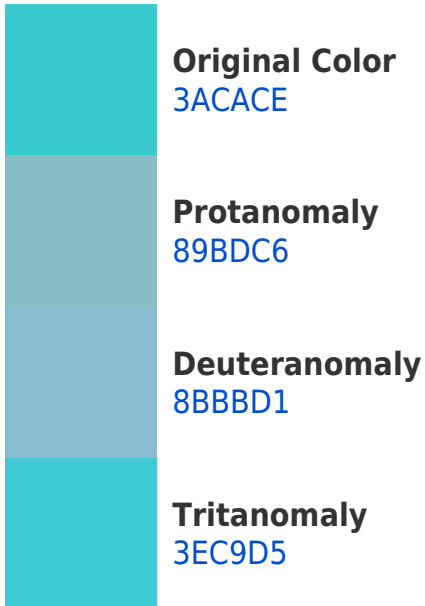 Original Color
3ACACE
Protanomaly
89BDC6
Deuteranomaly
8BBBD1
Tritanomaly
3EC9D5